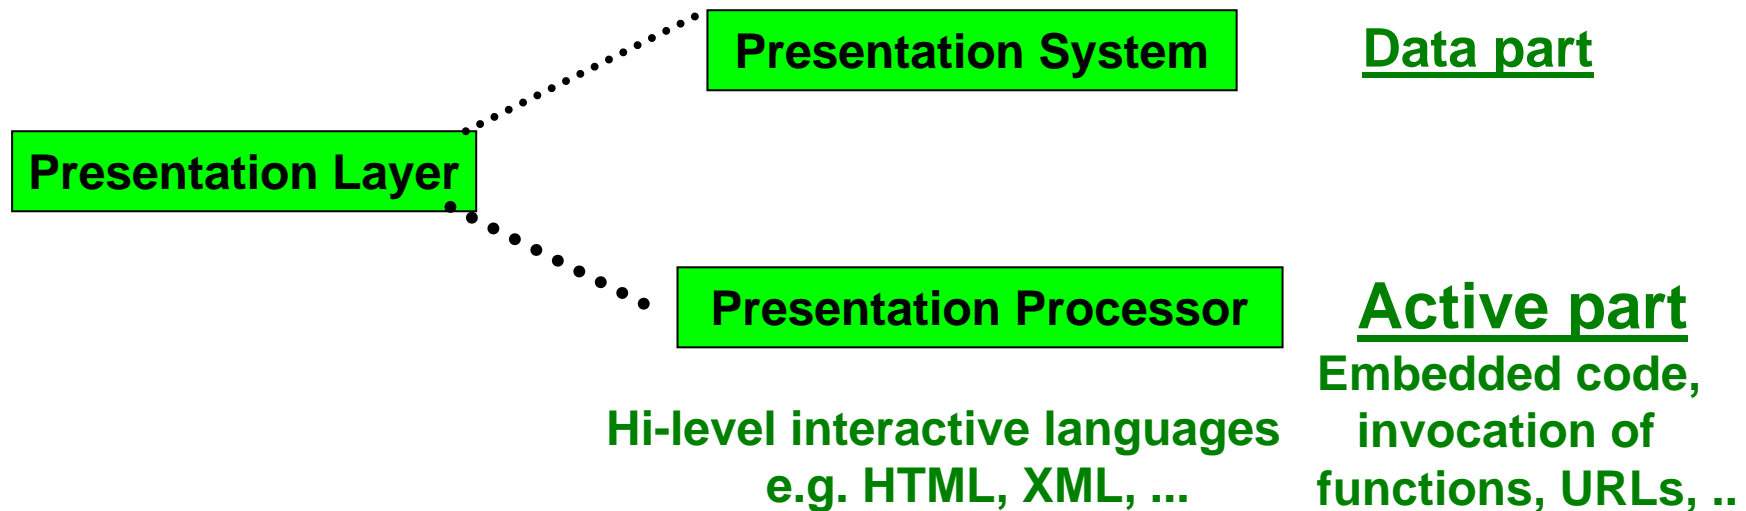 Presentation System
Data part
Presentation Layer
Presentation Processor
Active part
Embedded code,
invocation of
functions, URLs, ..
Hi-level interactive languages
e.g. HTML, XML, ...